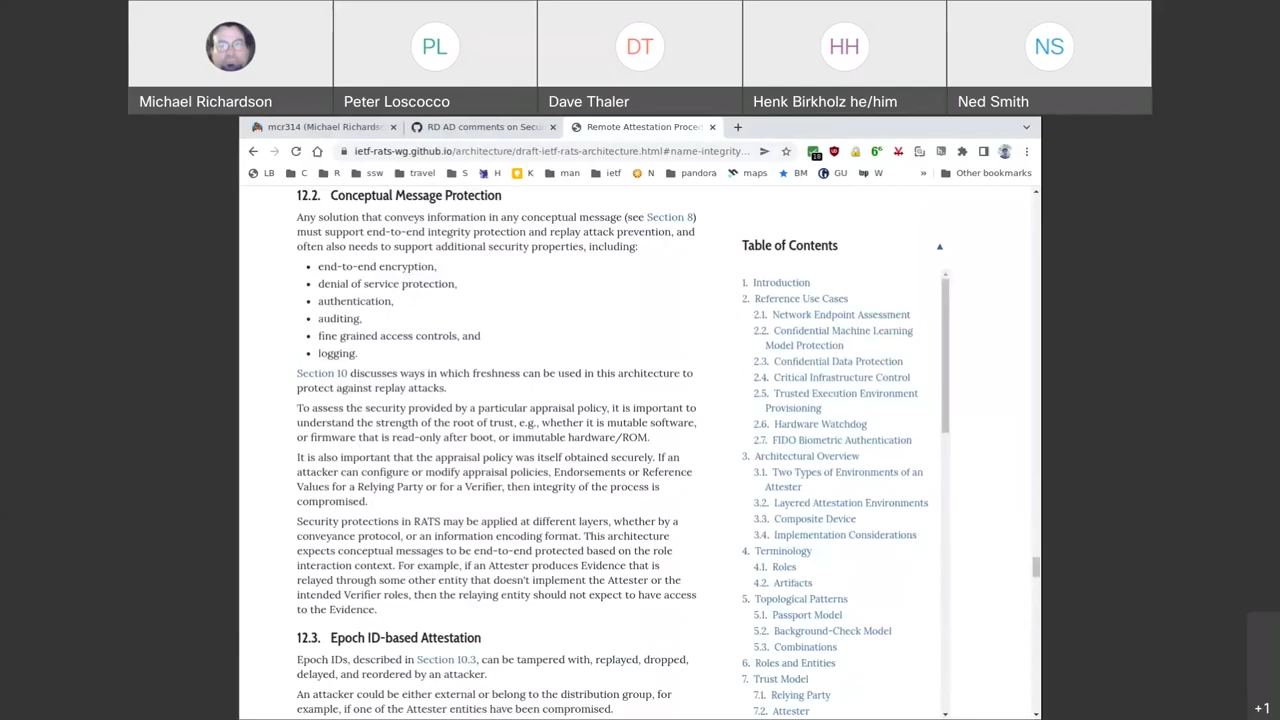 PL
DT
HH
NS
Michael Richardson
Peter Loscocco
Dave Thaler
Henk Birkholz he/him
Ned Smith
mcr314 (Michael Richards
RD AD comments on Secu
Remote Attestation Proced
ietf-rats-wg.github.io/architecture/draft-ietf-rats-architecture.html#name-integrity...
18
LB
C
R
ssw
travel
S
H
K
man
ietf
N
pandora
maps
BM
GU
W
»
Other bookmarks
12.2. Conceptual Message Protection
Any solution that conveys information in any conceptual message (see Section 8)
must support end-to-end integrity protection and replay attack prevention, and
often also needs to support additional security properties, including:
• end-to-end encryption,
• denial of service protection,
• authentication,
• auditing,
• fine grained access controls, and
• logging.
Section 10 discusses ways in which freshness can be used in this architecture to
protect against replay attacks.
To assess the security provided by a particular appraisal policy, it is important to
understand the strength of the root of trust, e.g., whether it is mutable software,
or firmware that is read-only after boot, or immutable hardware/ROM.
It is also important that the appraisal policy was itself obtained securely. If an
attacker can configure or modify appraisal policies, Endorsements or Reference
Values for a Relying Party or for a Verifier, then integrity of the process is
compromised.
Security protections in RATS may be applied at different layers, whether by a
conveyance protocol, or an information encoding format. This architecture
expects conceptual messages to be end-to-end protected based on the role
interaction context. For example, if an Attester produces Evidence that is
relayed through some other entity that doesn't implement the Attester or the
intended Verifier roles, then the relaying entity should not expect to have access
to the Evidence.
12.3. Epoch ID-based Attestation
Epoch IDs, described in Section 10.3, can be tampered with, replayed, dropped,
delayed, and reordered by an attacker.
An attacker could be either external or belong to the distribution group, for
example, if one of the Attester entities have been compromised.
Table of Contents
1. Introduction
2. Reference Use Cases
2.1. Network Endpoint Assessment
2.2. Confidential Machine Learning
Model Protection
2.3. Confidential Data Protection
2.4. Critical Infrastructure Control
2.5. Trusted Execution Environment
Provisioning
2.6. Hardware Watchdog
2.7. FIDO Biometric Authentication
3. Architectural Overview
3.1. Two Types of Environments of an
Attester
3.2. Layered Attestation Environments
3.3. Composite Device
3.4. Implementation Considerations
4. Terminology
4.1. Roles
4.2. Artifacts
5. Topological Patterns
5.1. Passport Model
5.2. Background-Check Model
5.3. Combinations
6. Roles and Entities
7. Trust Model
7.1. Relying Party
7.2. Attester
+1